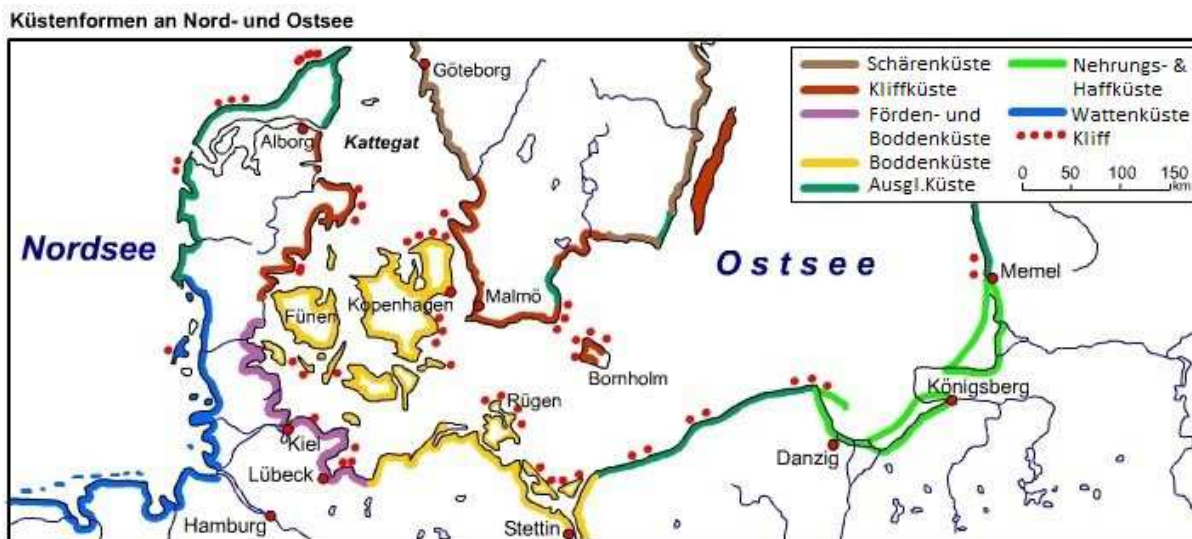 Küstenformen an Nord- und Ostsee
Schärenküste
Kliffküste
Förden- und
Boddenküste
Boddenküste
Ausgl.Küste
Nehrungs- &
Haffküste
Wattenküste
Kliff
0 50 100 150
km
Göteborg
Alborg
Kattegat
Nordsee
Ostsee
Memel
Kopenhagen
Malmö
Fünen
Bornholm
Königsberg
Rügen
Kiel
Danzig
Lübeck
Hamburg
Stettin